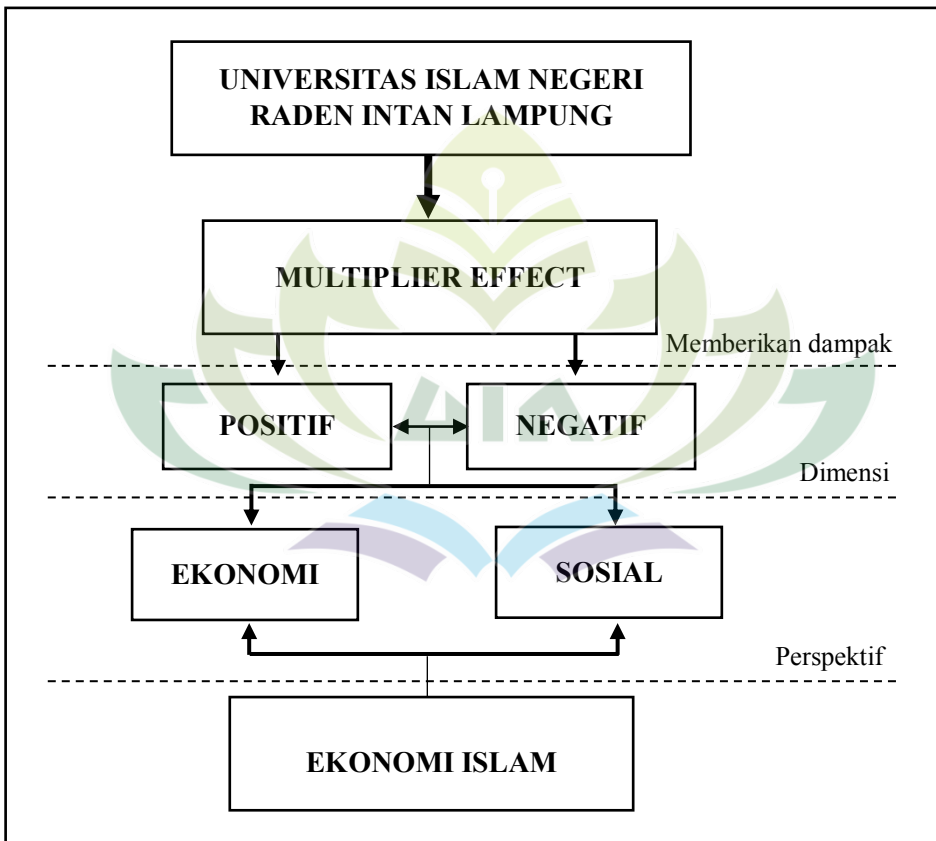 UNIVERSITAS ISLAM NEGERI
RADEN INTAN LAMPUNG
MULTIPLIER EFFECT
Memberikan dampak
POSITIF
NEGATIF
Dimensi
EKONOMI
SOSIAL
Perspektif
EKONOMI ISLAM